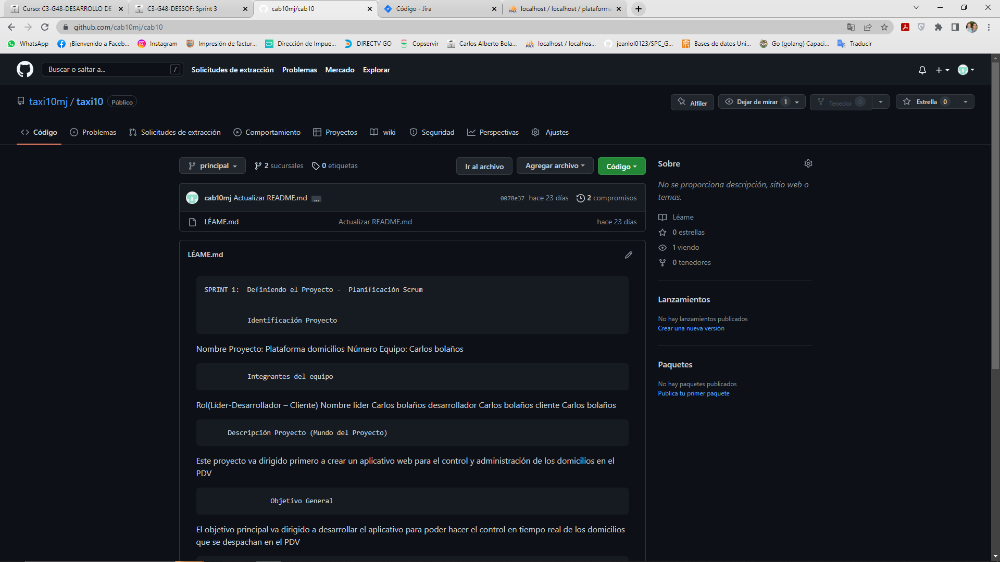 Curso: C3-G48-DESARROLLO DE
C3-G48-DESSOF: Sprint 3
cab10mj/cab10
Código - Jira
localhost / localhost / plataforma
github.com/cab10mj/cab10
WhatsApp
¡Bienvenido a Faceb...
Instagram
Impresión de factur...
Dirección de Impue...
DIRECTV GO
Copservir
Carlos Alberto Bola...
PMA localhost / localhos...
jeanlol0123/SPC_G...
Bases de datos Uni...
Go (golang) Capaci...
Traducir
Buscar o saltar a... /
Solicitudes de extracción Problemas Mercado Explorar
taxi10mj / taxi10 Público
Alfiler
Dejar de mirar 1
Tenedor 0
Estrella 0
Código
Problemas
Solicitudes de extracción
Comportamiento
Proyectos
wiki
Seguridad
Perspectivas
Ajustes
principal
2 sucursales
0 etiquetas
Ir al archivo
Agregar archivo
Código
cab10mj Actualizar README.md ...
0078e37 hace 23 días
2 compromisos
LÉAME.md Actualizar README.md hace 23 días
LÉAME.md
SPRINT 1: Definiendo el Proyecto - Planificación Scrum
Identificación Proyecto
Nombre Proyecto: Plataforma domicilios Número Equipo: Carlos bolaños
Integrantes del equipo
Rol(Líder-Desarrollador – Cliente) Nombre lider Carlos bolaños desarrollador Carlos bolaños cliente Carlos bolaños
Descripción Proyecto (Mundo del Proyecto)
Este proyecto va dirigido primero a crear un aplicativo web para el control y administración de los domicilios en el
PDV
Objetivo General
El objetivo principal va dirigido a desarrollar el aplicativo para poder hacer el control en tiempo real de los domicilios
que se despachan en el PDV
Sobre
No se proporciona descripción, sitio web o
temas.
Léame
0 estrellas
1 viendo
0 tenedores
Lanzamientos
No hay lanzamientos publicados
Crear una nueva versión
Paquetes
No hay paquetes publicados
Publica tu primer paquete